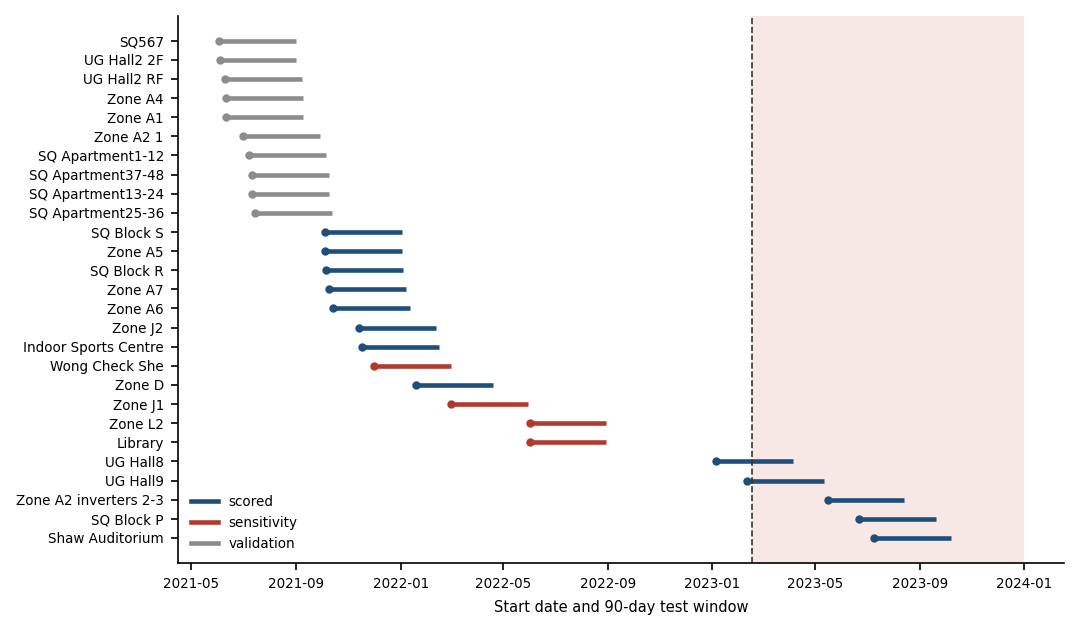 SQ567
UG Hall2 2F
UG Hall2 RF
Zone A4
Zone A1
Zone A2 1
SQ Apartment1-12
SQ Apartment37-48
SQ Apartment13-24
SQ Apartment25-36
SQ Block S
Zone A5
SQ Block R
Zone A7
Zone A6
Zone J2
Indoor Sports Centre
Wong Check She
Zone D
Zone J1
Zone L2
Library
UG Hall8
UG Hall9
Zone A2 inverters 2-3
SQ Block P
Shaw Auditorium
scored
sensitivity
validation
2021-05 2021-09 2022-01 2022-05 2022-09 2023-01 2023-05 2023-09 2024-01
Start date and 90-day test window